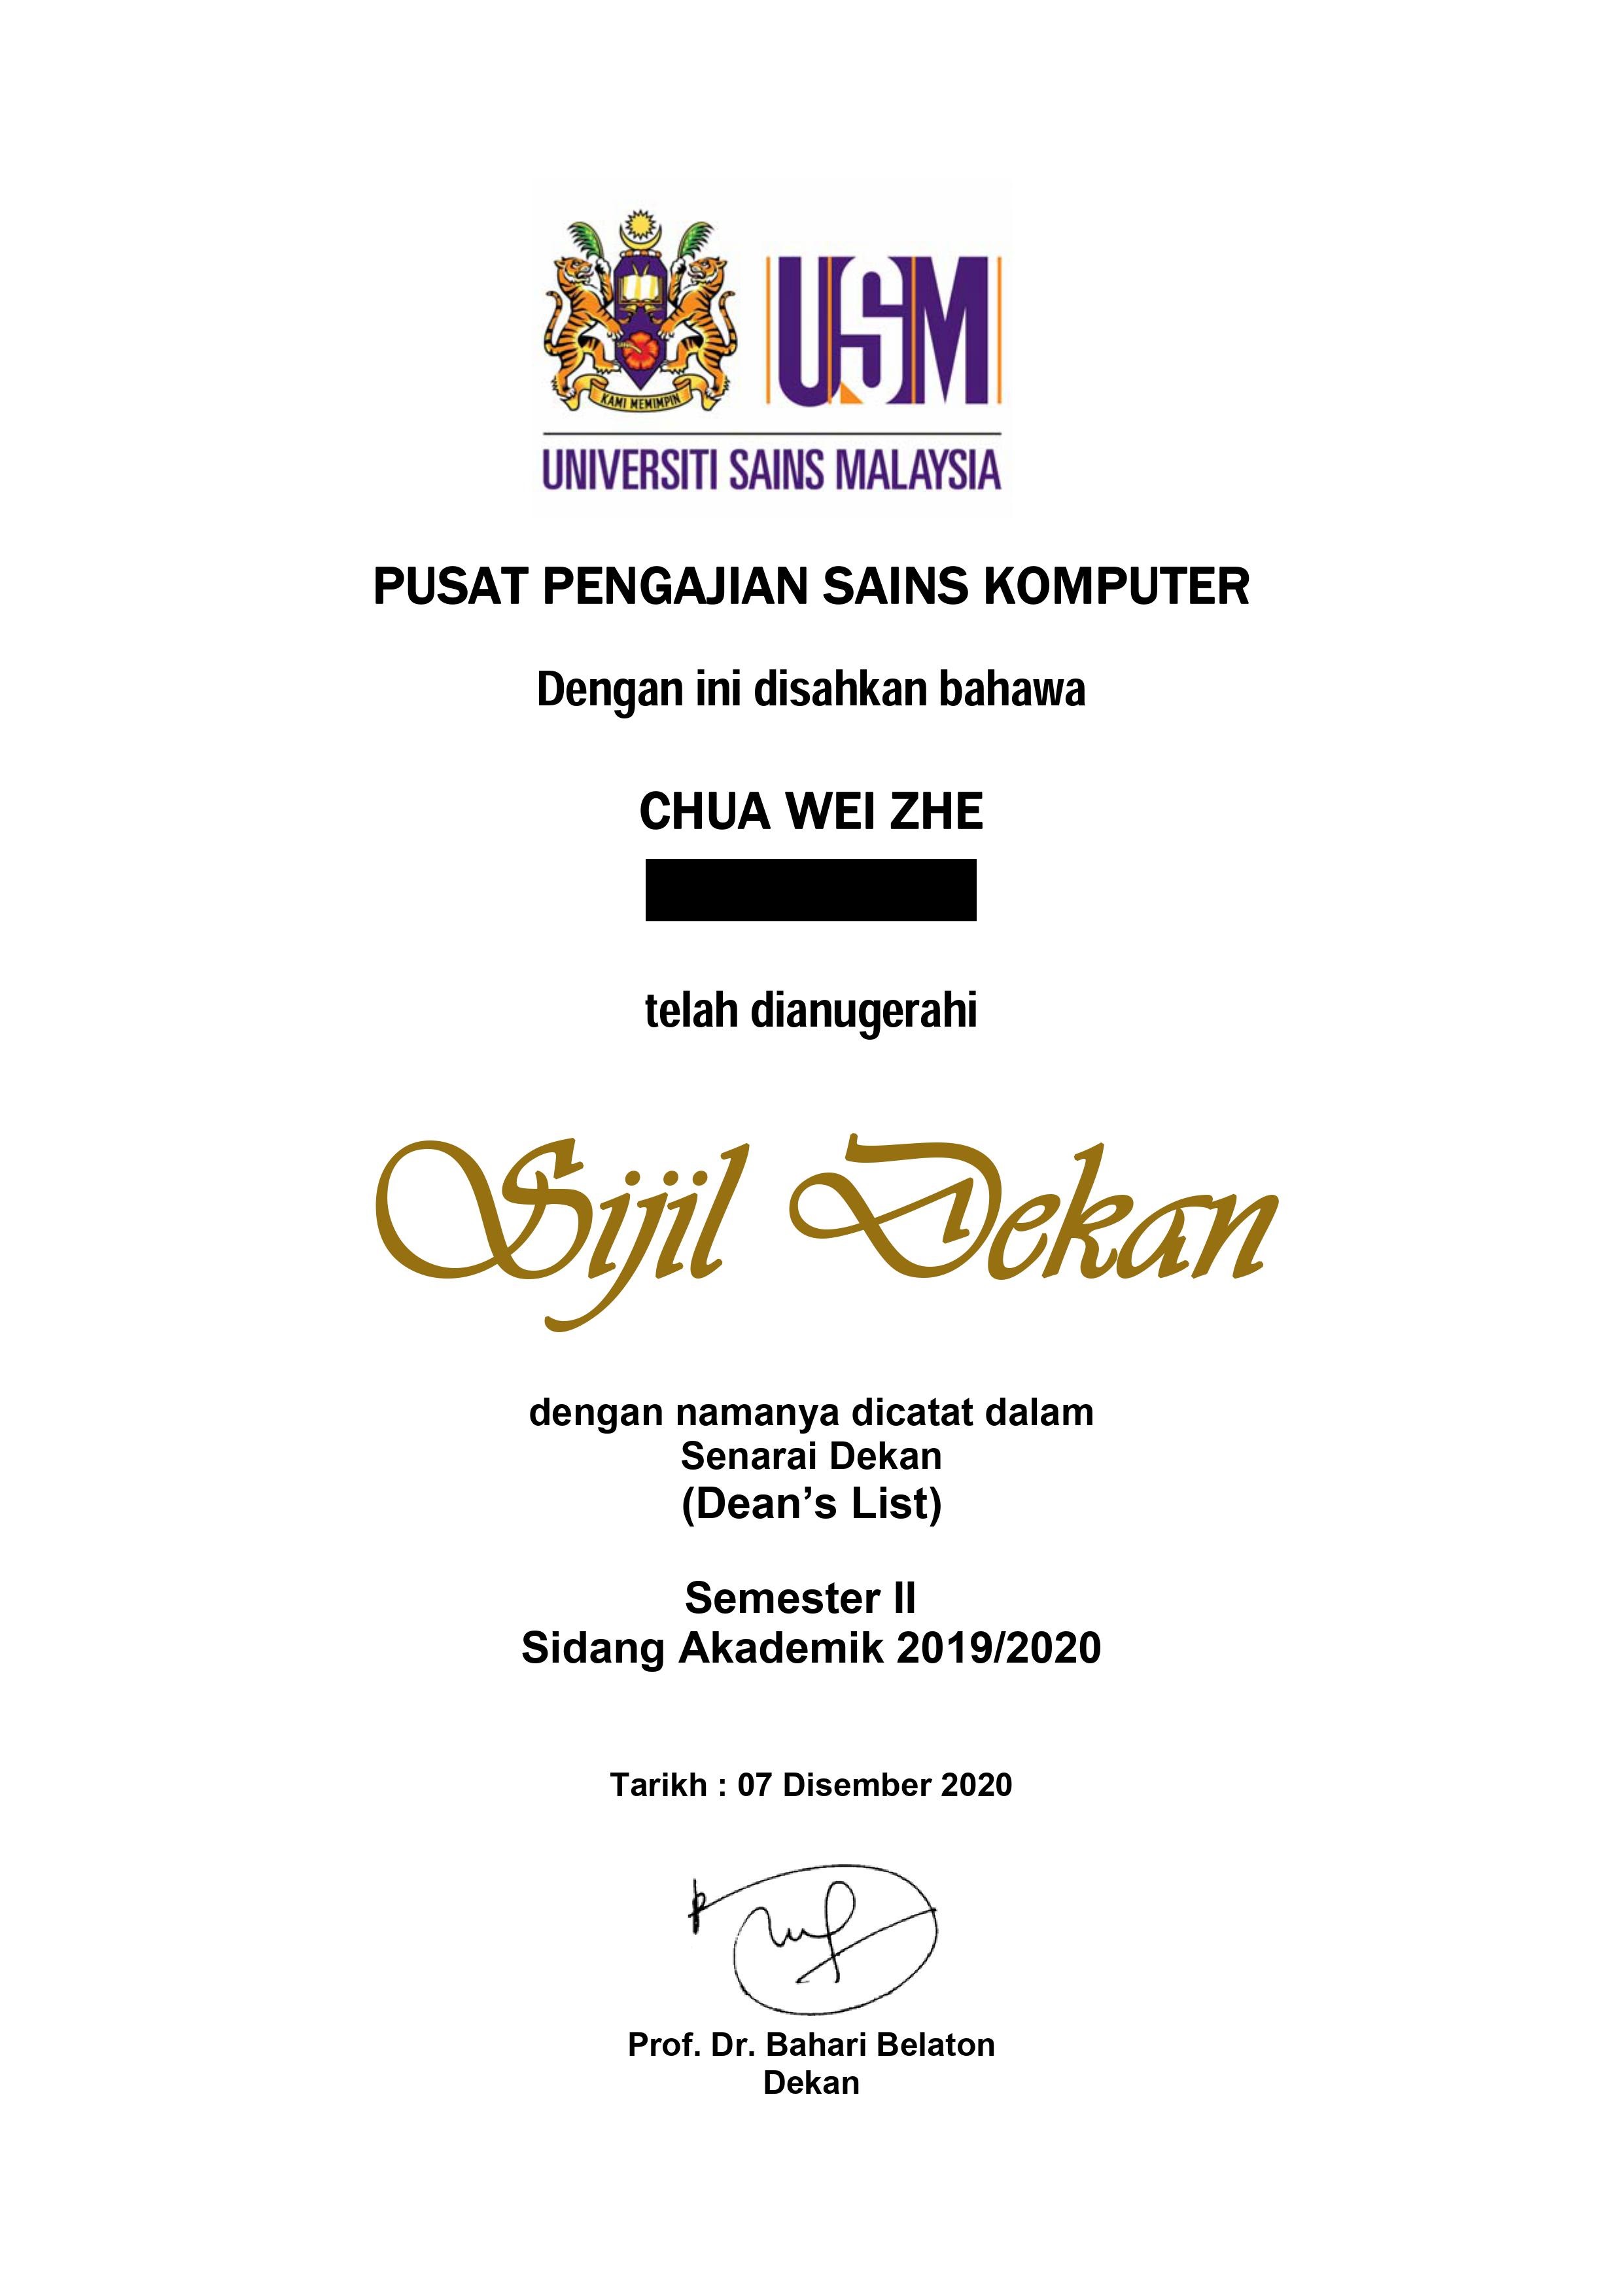 KAMI MEMIMPIN
USM
UNIVERSITI SAINS MALAYSIA
PUSAT PENGAJIAN SAINS KOMPUTER
Dengan ini disahkan bahawa
CHUA WEI ZHE
telah dianugerahi
Sijil Dekan
dengan namanya dicatat dalam
Senarai Dekan
(Dean’s List)
Semester II
Sidang Akademik 2019/2020
Tarikh : 07 Disember 2020
Prof. Dr. Bahari Belaton
Dekan